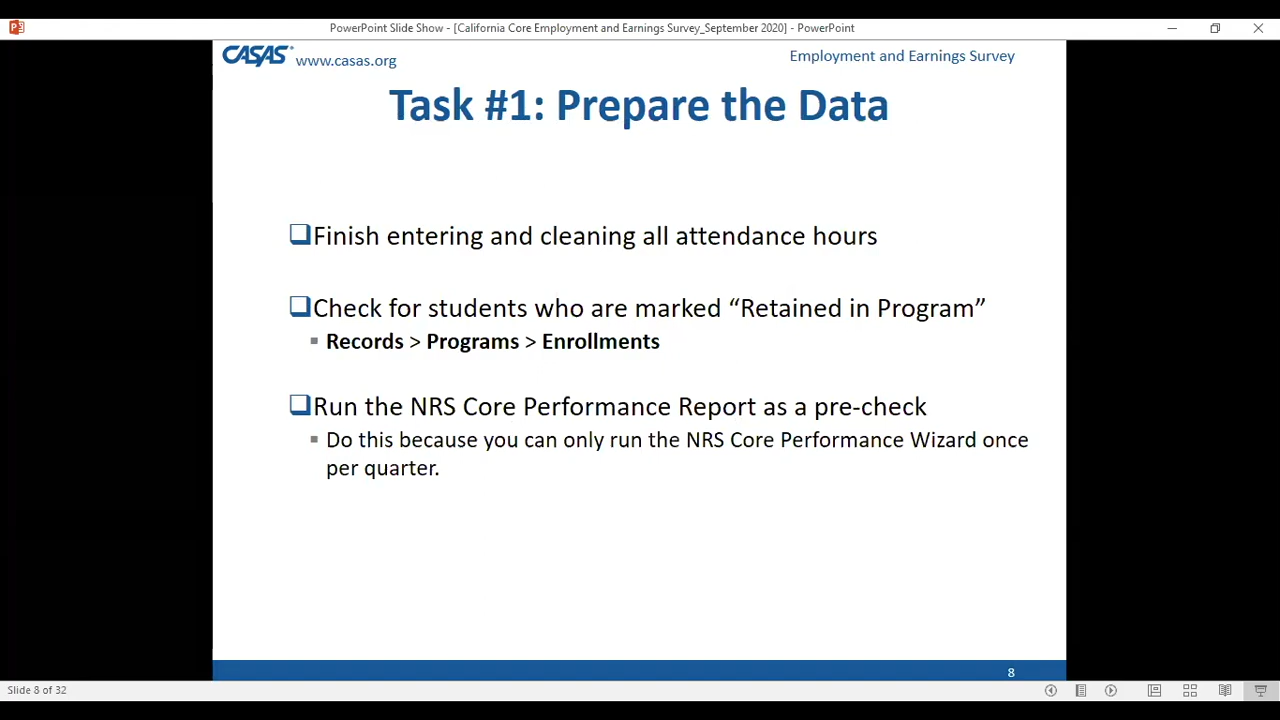 PowerPoint Slide Show - [California Core Employment and Earnings Survey_September 2020] - PowerPoint
CASAS www.casas.org
Employment and Earnings Survey
Task #1: Prepare the Data
Finish entering and cleaning all attendance hours
Check for students who are marked “Retained in Program”
Records > Programs > Enrollments
Run the NRS Core Performance Report as a pre-check
Do this because you can only run the NRS Core Performance Wizard once
per quarter.
8
Slide 8 of 32